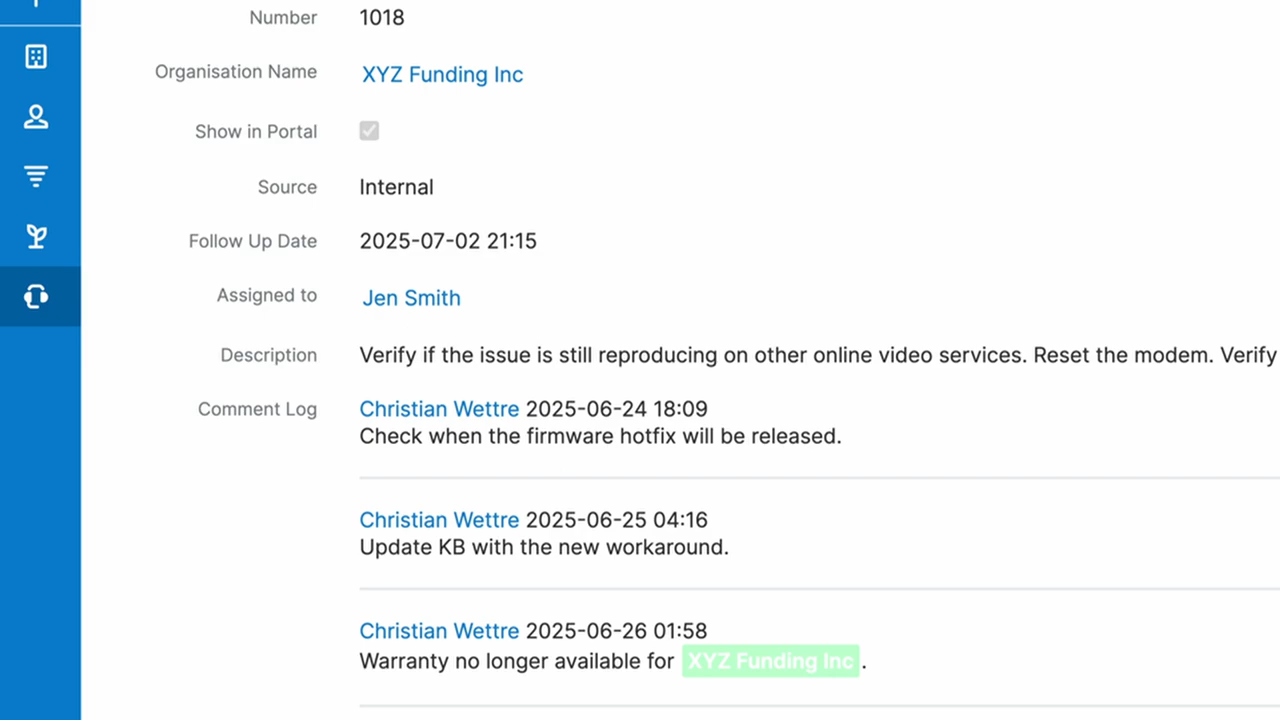 Number 1018
Organisation Name XYZ Funding Inc
Show in Portal
Source Internal
Follow Up Date 2025-07-02 21:15
Assigned to Jen Smith
Description Verify if the issue is still reproducing on other online video services. Reset the modem. Verify
Comment Log Christian Wettre 2025-06-24 18:09
Check when the firmware hotfix will be released.
Christian Wettre 2025-06-25 04:16
Update KB with the new workaround.
Christian Wettre 2025-06-26 01:58
Warranty no longer available for XYZ Funding Inc .